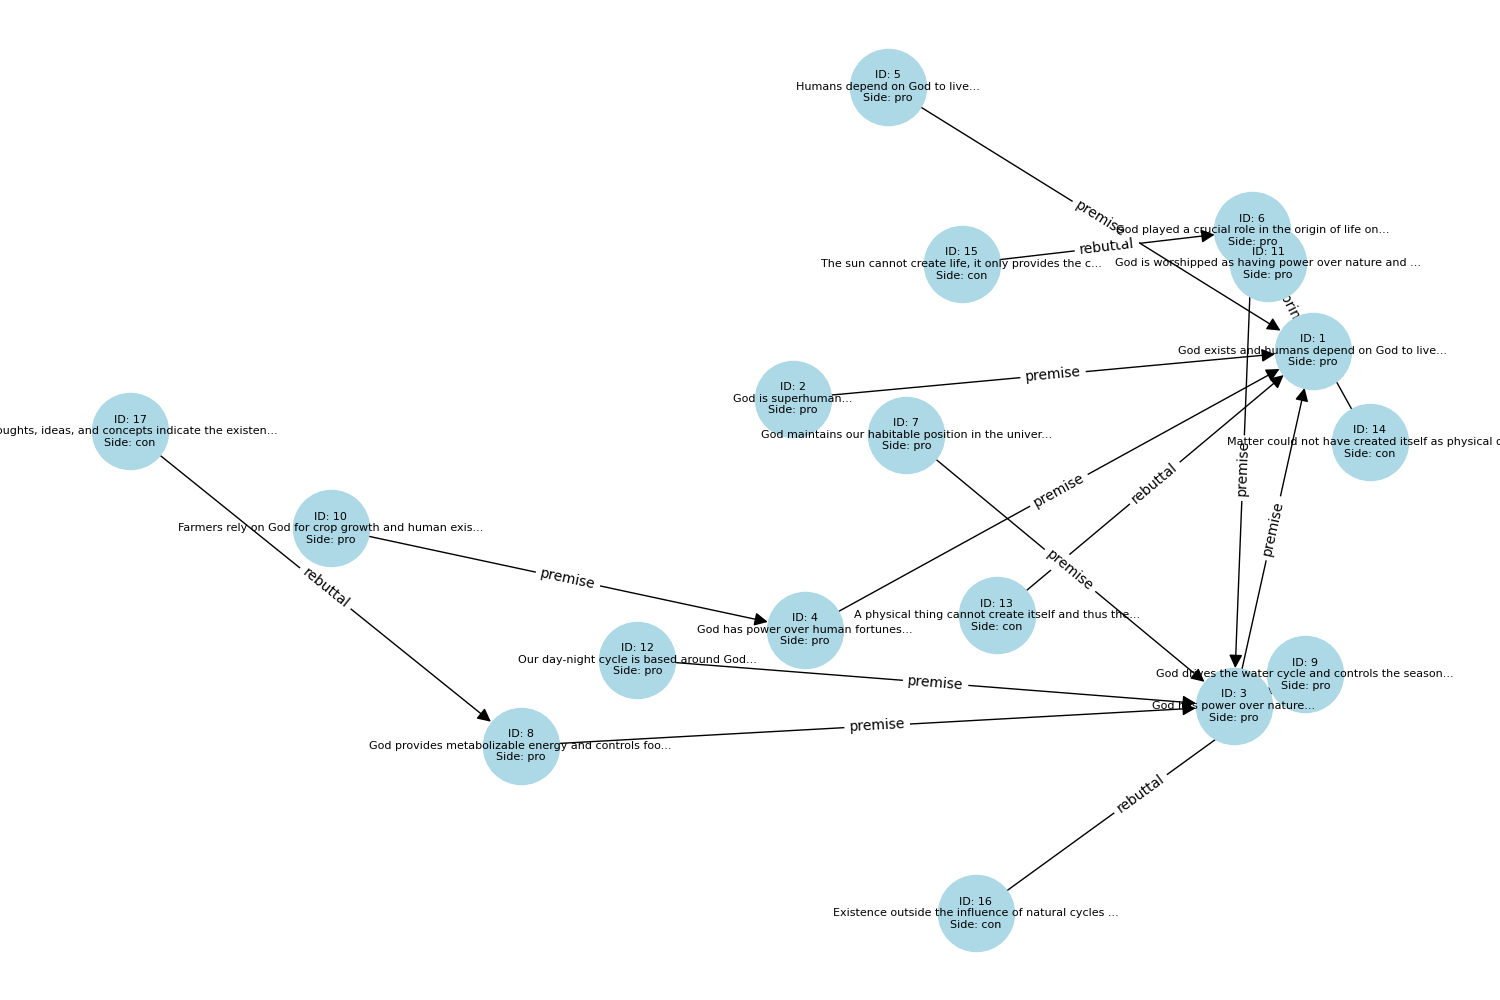 ID: 5
Humans depend on God to live...
Side: pro
premise
ID: 6
God played a crucial role in the origin of life on...
Side: pro
ID: 15
The sun cannot create life, it only provides the c...
Side: con
rebuttal
ID: 11
God is worshipped as having power over nature and ...
Side: pro
ID: 1
God exists and humans depend on God to live...
Side: pro
ID: 2
God is superhuman...
Side: pro
premise
ID: 7
God maintains our habitable position in the univer...
Side: pro
ID: 17
oughts, ideas, and concepts indicate the existen...
Side: con
ID: 14
Matter could not have created itself as physical
Side: con
premise
premise
rebuttal
premise
ID: 10
Farmers rely on God for crop growth and human exis...
Side: pro
premise
rebuttal
premise
ID: 4
God has power over human fortunes...
Side: pro
ID: 13
A physical thing cannot create itself and thus the...
Side: con
ID: 12
Our day-night cycle is based around God...
Side: pro
premise
ID: 9
God drives the water cycle and controls the season...
Side: pro
ID: 3
God has power over nature...
Side: pro
ID: 8
God provides metabolizable energy and controls foo...
Side: pro
premise
rebuttal
ID: 16
Existence outside the influence of natural cycles ...
Side: con